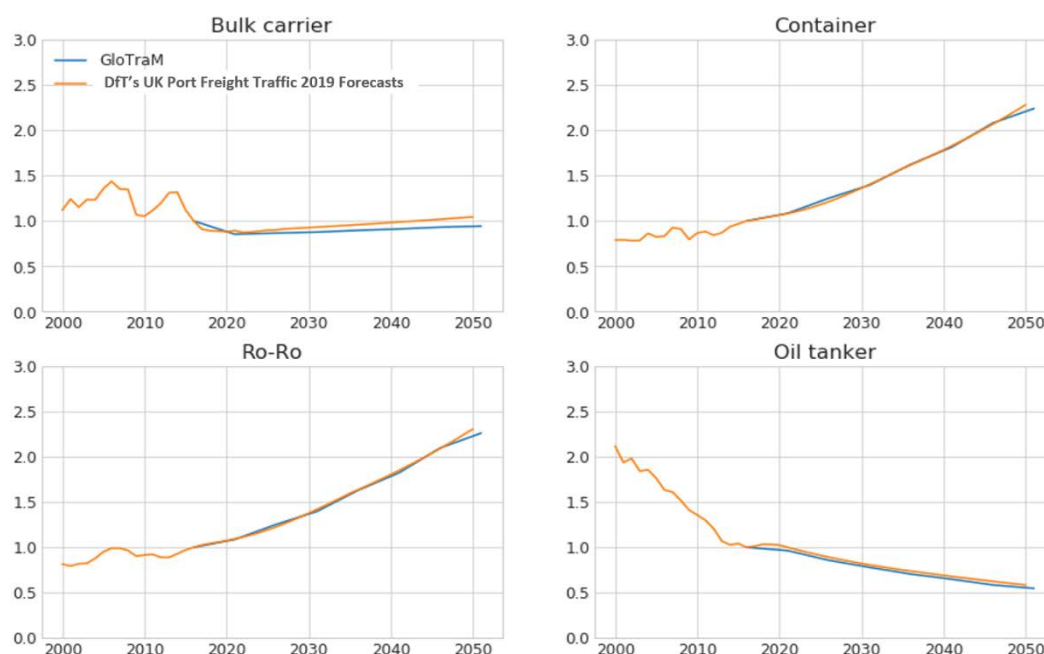 Bulk carrier
3.0
2.5
2.0
1.5
1.0
0.5
0.0
GloTraM
DfT's UK Port Freight Traffic 2019 Forecasts
2000 2010 2020 2030 2040 2050
Container
3.0
2.5
2.0
1.5
1.0
0.5
0.0
2000 2010 2020 2030 2040 2050
Ro-Ro
3.0
2.5
2.0
1.5
1.0
0.5
0.0
2000 2010 2020 2030 2040 2050
Oil tanker
3.0
2.5
2.0
1.5
1.0
0.5
0.0
2000 2010 2020 2030 2040 2050